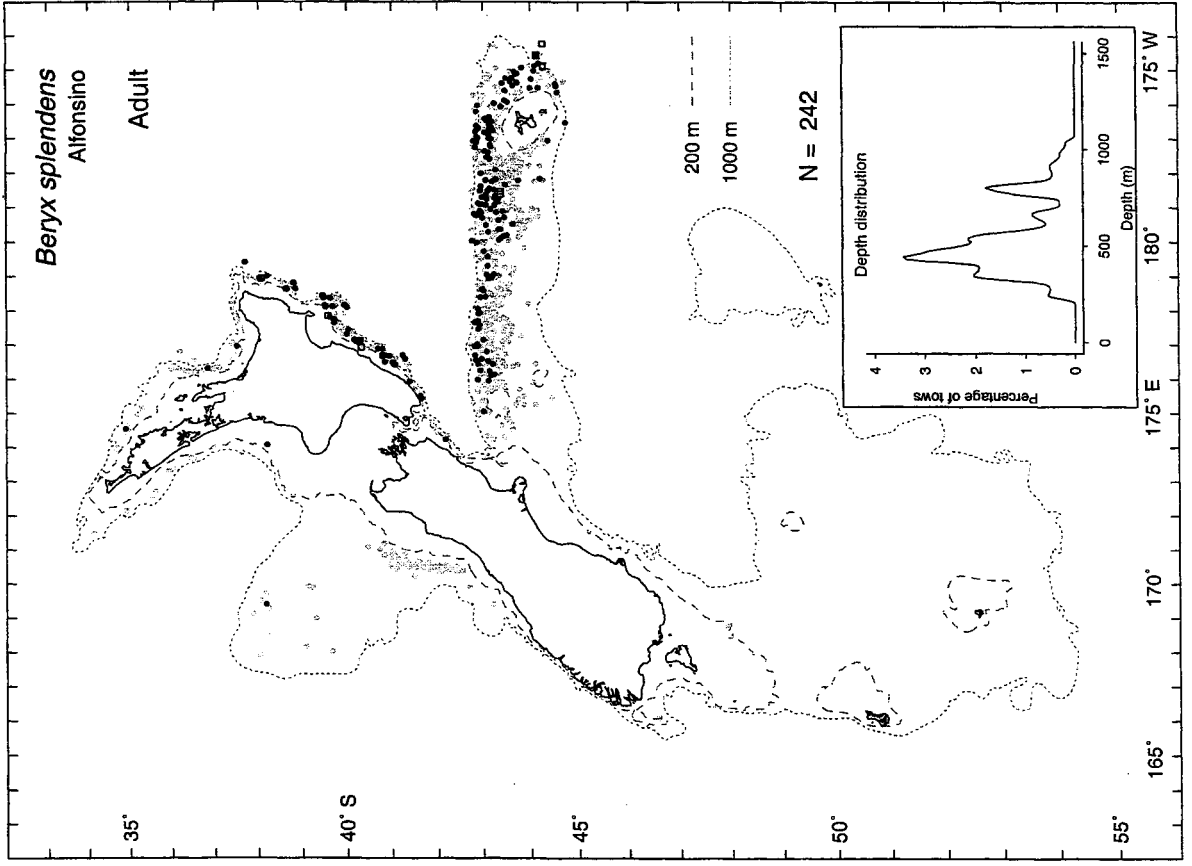 Beryx splendens
Alfonsino
Adult
35°
40° S
45°
50°
55°
165°
170°
175° E
180°
175° W
200 m
1000 m
N = 242
Depth distribution
Percentage of tows
4
3
2
1
0
0
500
1000
1500
Depth (m)